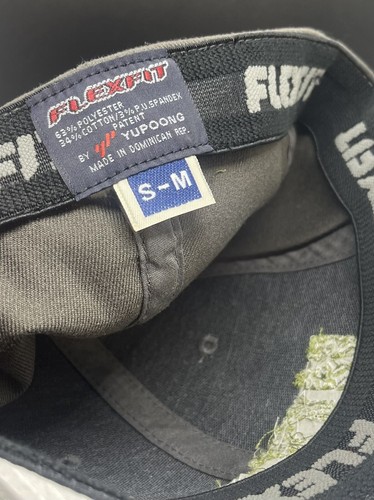 FLEXFIT
63% POLYESTER
34% COTTON/3% P.U.SPANDEX
PATENT
BY YUPOONG
MADE IN DOMINICAN REP.
S-M